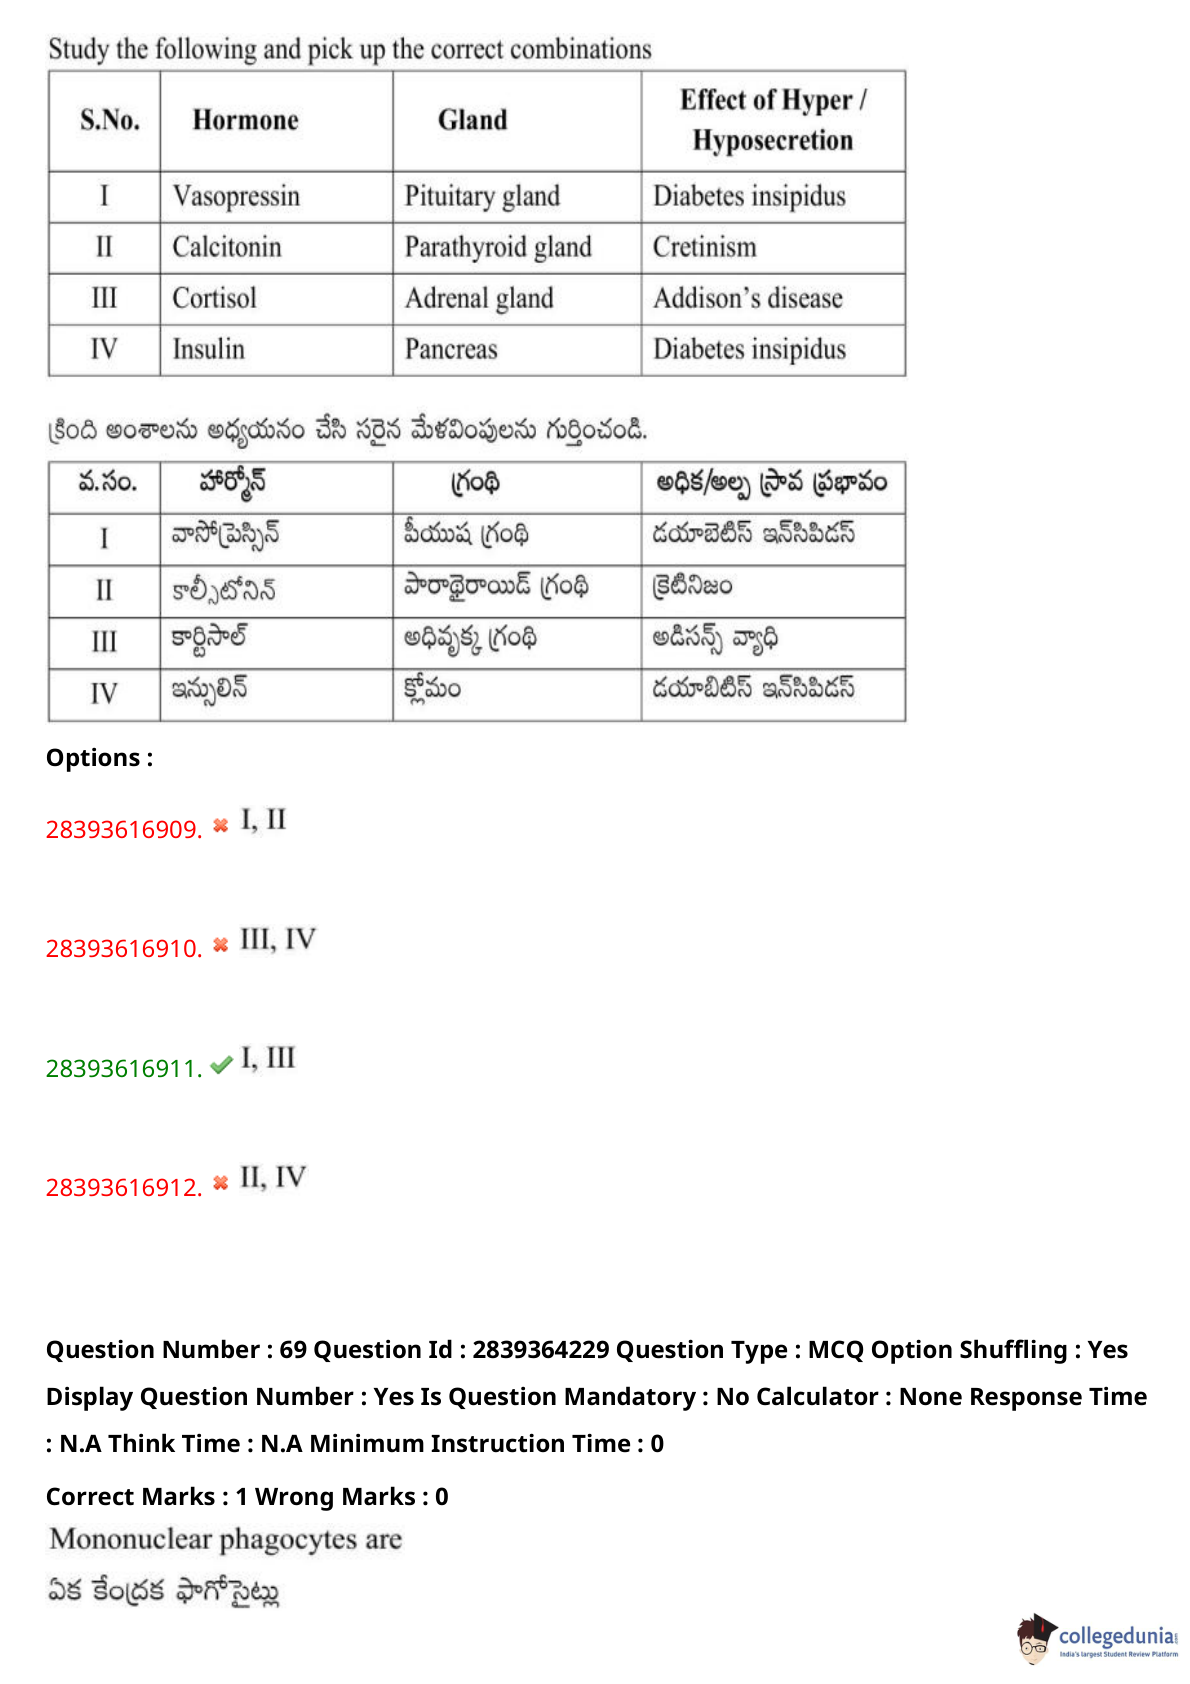 Study the following and pick up the correct combinations
S.No. Hormone Gland Effect of Hyper / Hyposecretion
I Vasopressin Pituitary gland Diabetes insipidus
II Calcitonin Parathyroid gland Cretinism
III Cortisol Adrenal gland Addison's disease
IV Insulin Pancreas Diabetes insipidus
క్రింది అంశాలను అధ్యయనం చేసి సరైన మేళవింపులను గుర్తించండి.
వ.సం. హార్మోన్ గ్రంథి అధిక/అల్ప స్రావ ప్రభావం
I వాసోప్రెస్సిన్ పీయుష గ్రంథి డయాబెటిస్ ఇన్‌సిపిడస్
II కాల్సిటోనిన్ పారాథైరాయిడ్ గ్రంథి క్రెటినిజం
III కార్టిసాల్ అధివృక్క గ్రంథి అడిసన్స్ వ్యాధి
IV ఇన్సులిన్ క్లోమం డయాబిటిస్ ఇన్‌సిపిడస్
Options :
28393616909. I, II
28393616910. III, IV
28393616911. I, III
28393616912. II, IV
Question Number : 69 Question Id : 2839364229 Question Type : MCQ Option Shuffling : Yes
Display Question Number : Yes Is Question Mandatory : No Calculator : None Response Time
: N.A Think Time : N.A Minimum Instruction Time : 0
Correct Marks : 1 Wrong Marks : 0
Mononuclear phagocytes are
ఏక కేంద్రక ఫాగోసైట్లు
collegedunia
India's largest Student Review Platform